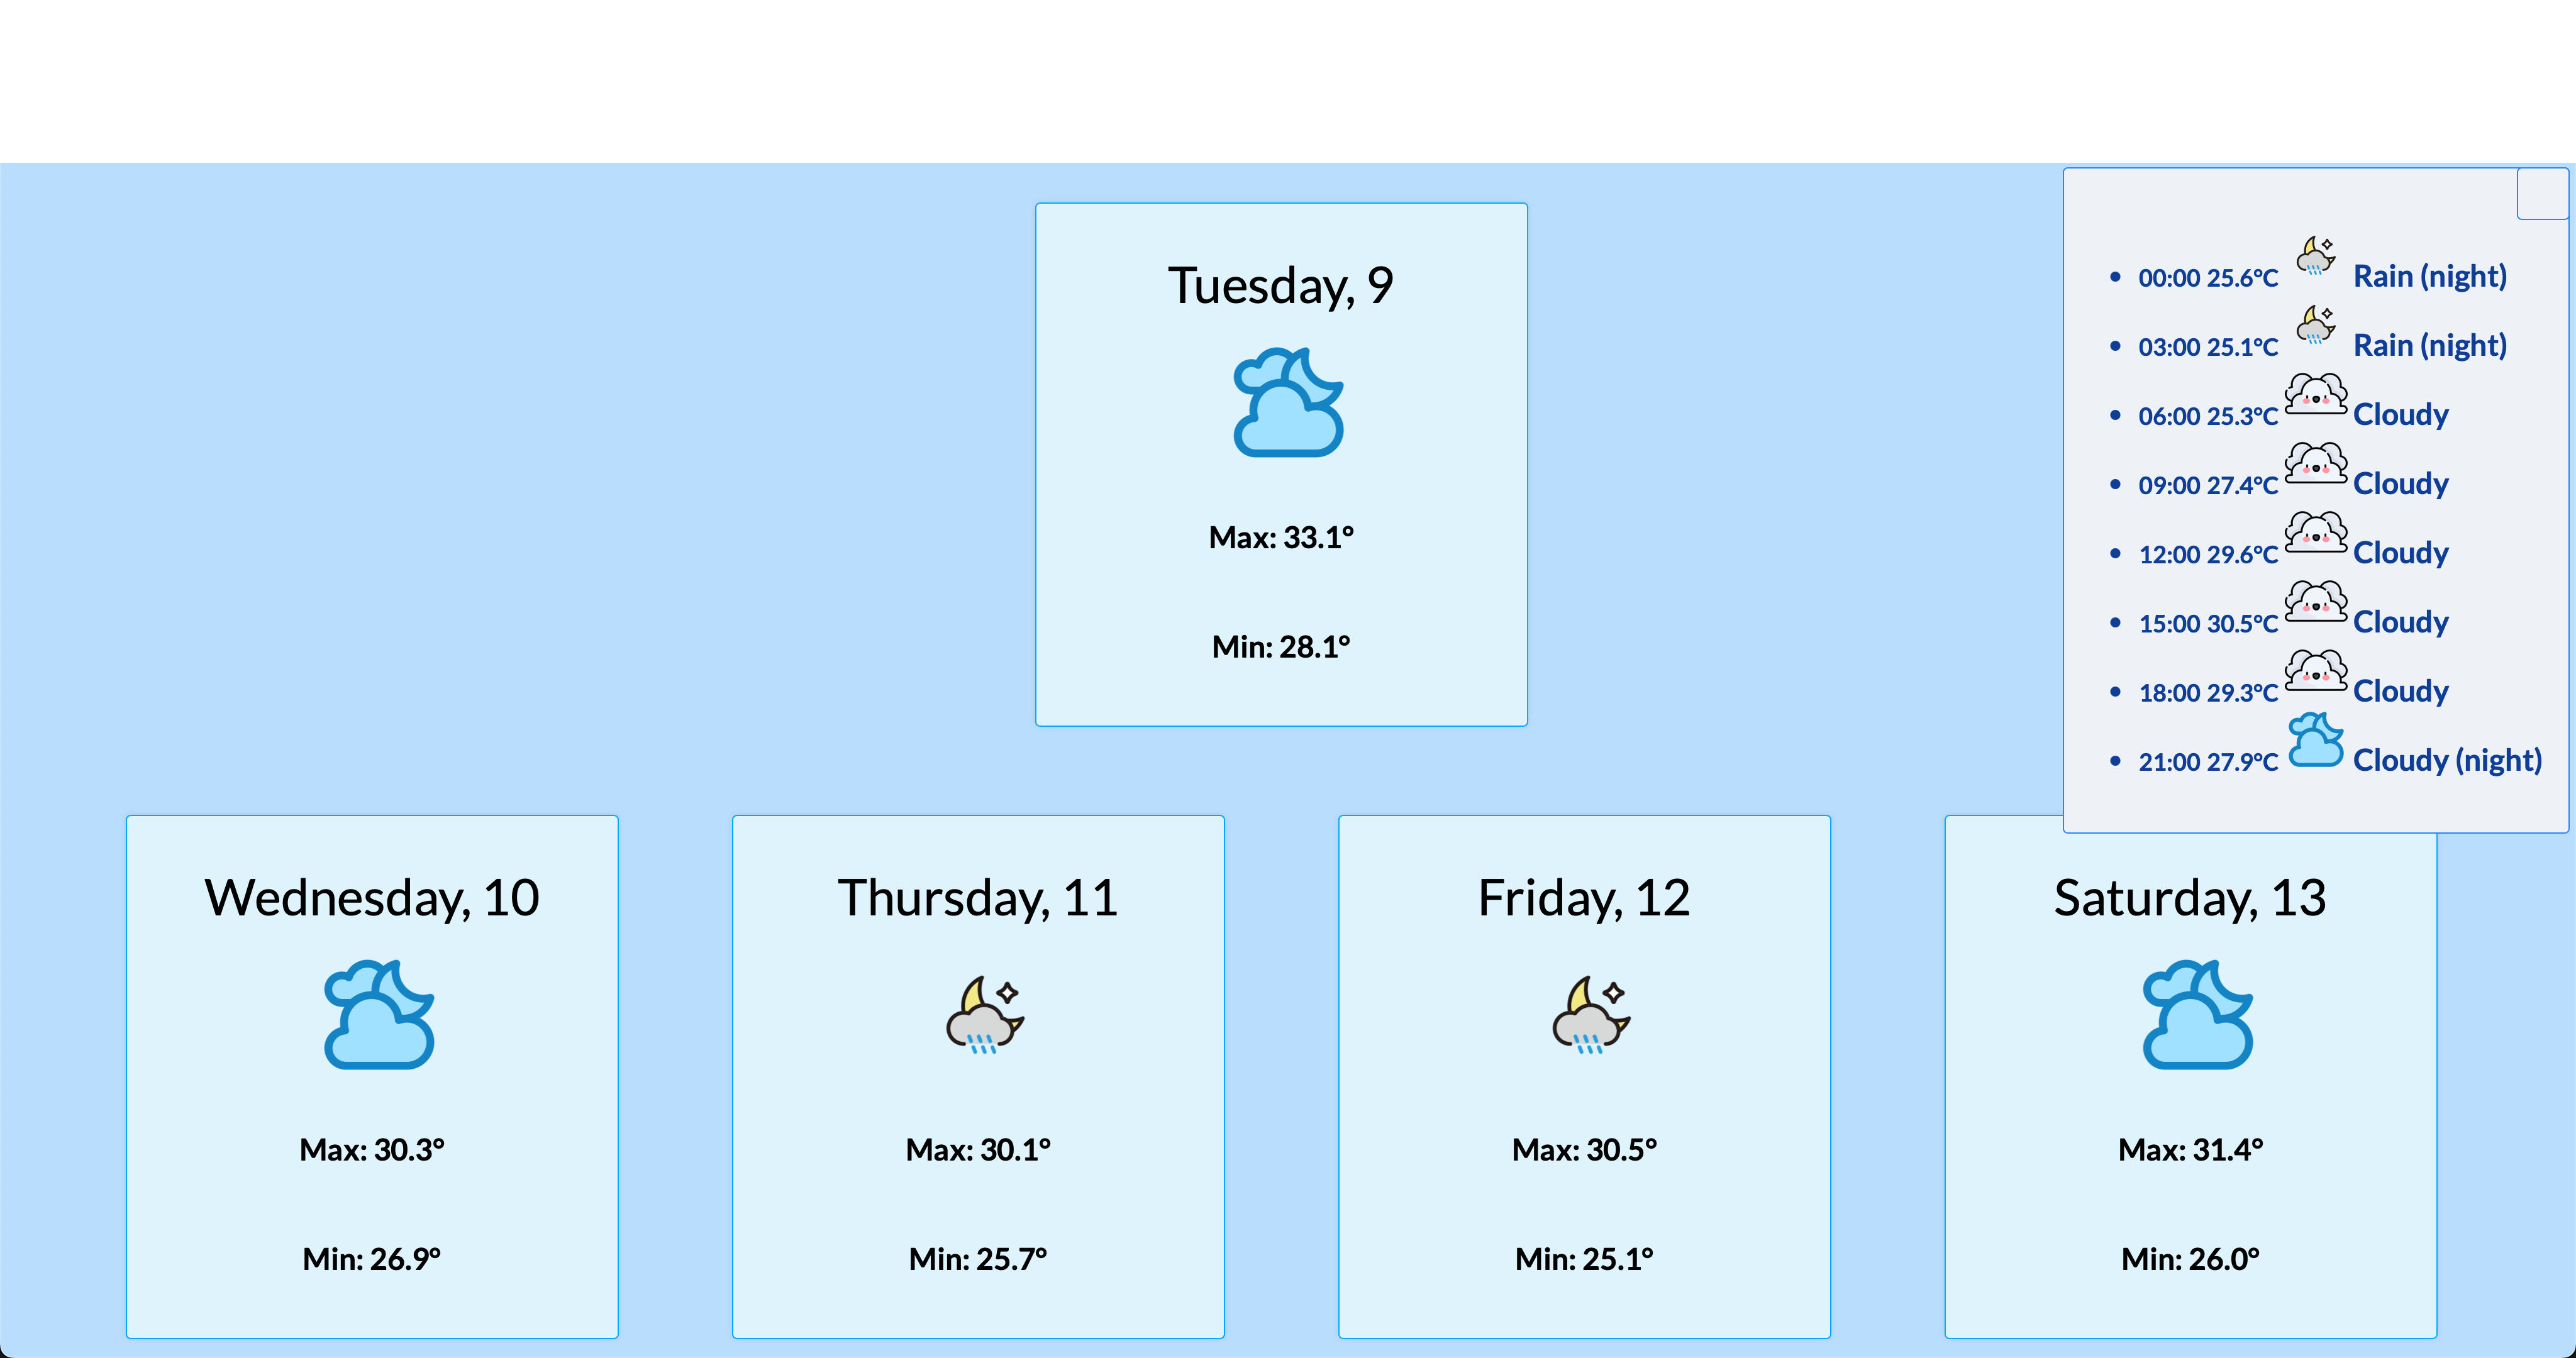 Tuesday, 9
Max: 33.1°
Min: 28.1°
00:00 25.6°C Rain (night)
03:00 25.1°C Rain (night)
06:00 25.3°C Cloudy
09:00 27.4°C Cloudy
12:00 29.6°C Cloudy
15:00 30.5°C Cloudy
18:00 29.3°C Cloudy
21:00 27.9°C Cloudy (night)
Wednesday, 10
Max: 30.3°
Min: 26.9°
Thursday, 11
Max: 30.1°
Min: 25.7°
Friday, 12
Max: 30.5°
Min: 25.1°
Saturday, 13
Max: 31.4°
Min: 26.0°